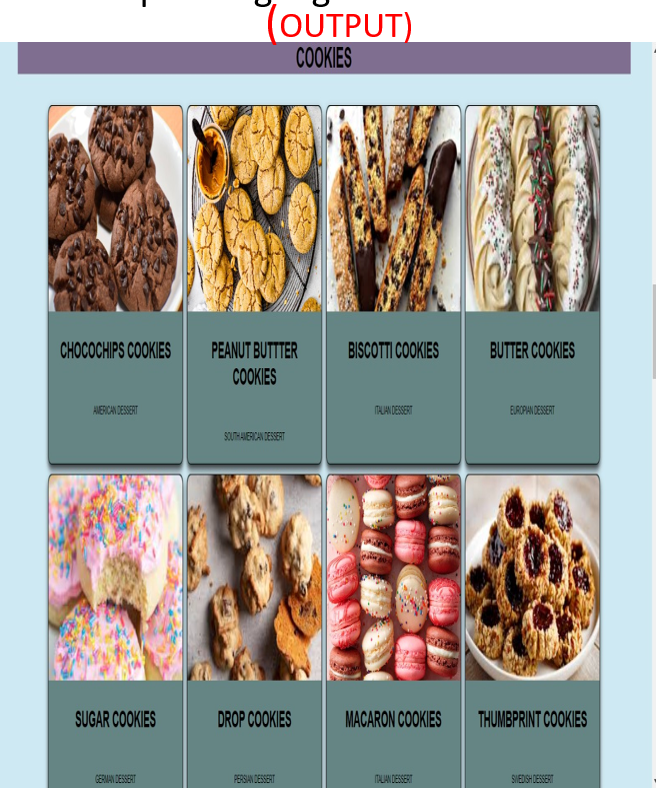 (OUTPUT)
COOKIES
CHOCOCHIPS COOKIES
AMERICAN DESSERT
PEANUT BUTTTER
COOKIES
SOUTH AMERICAN DESSERT
BISCOTTI COOKIES
ITALIAN DESSERT
BUTTER COOKIES
EUROPIAN DESSERT
SUGAR COOKIES
GERMAN DESSERT
DROP COOKIES
PERSIAN DESSERT
MACARON COOKIES
ITALIAN DESSERT
THUMBPRINT COOKIES
SWEDISH DESSERT